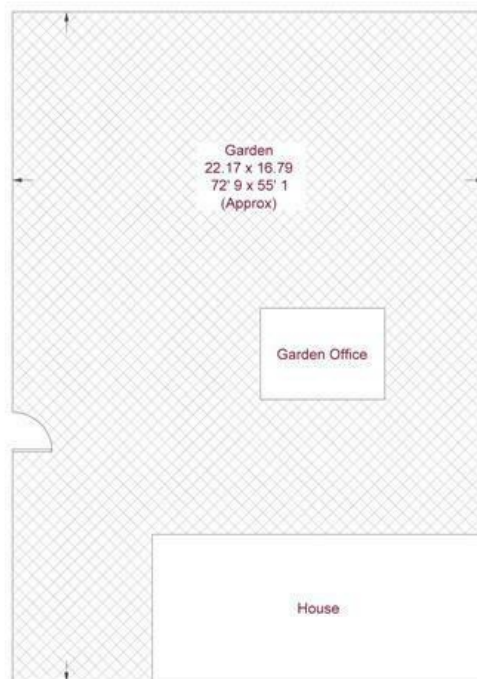 Garden
22.17 x 16.79
72' 9 x 55' 1
(Approx)
Garden Office
House